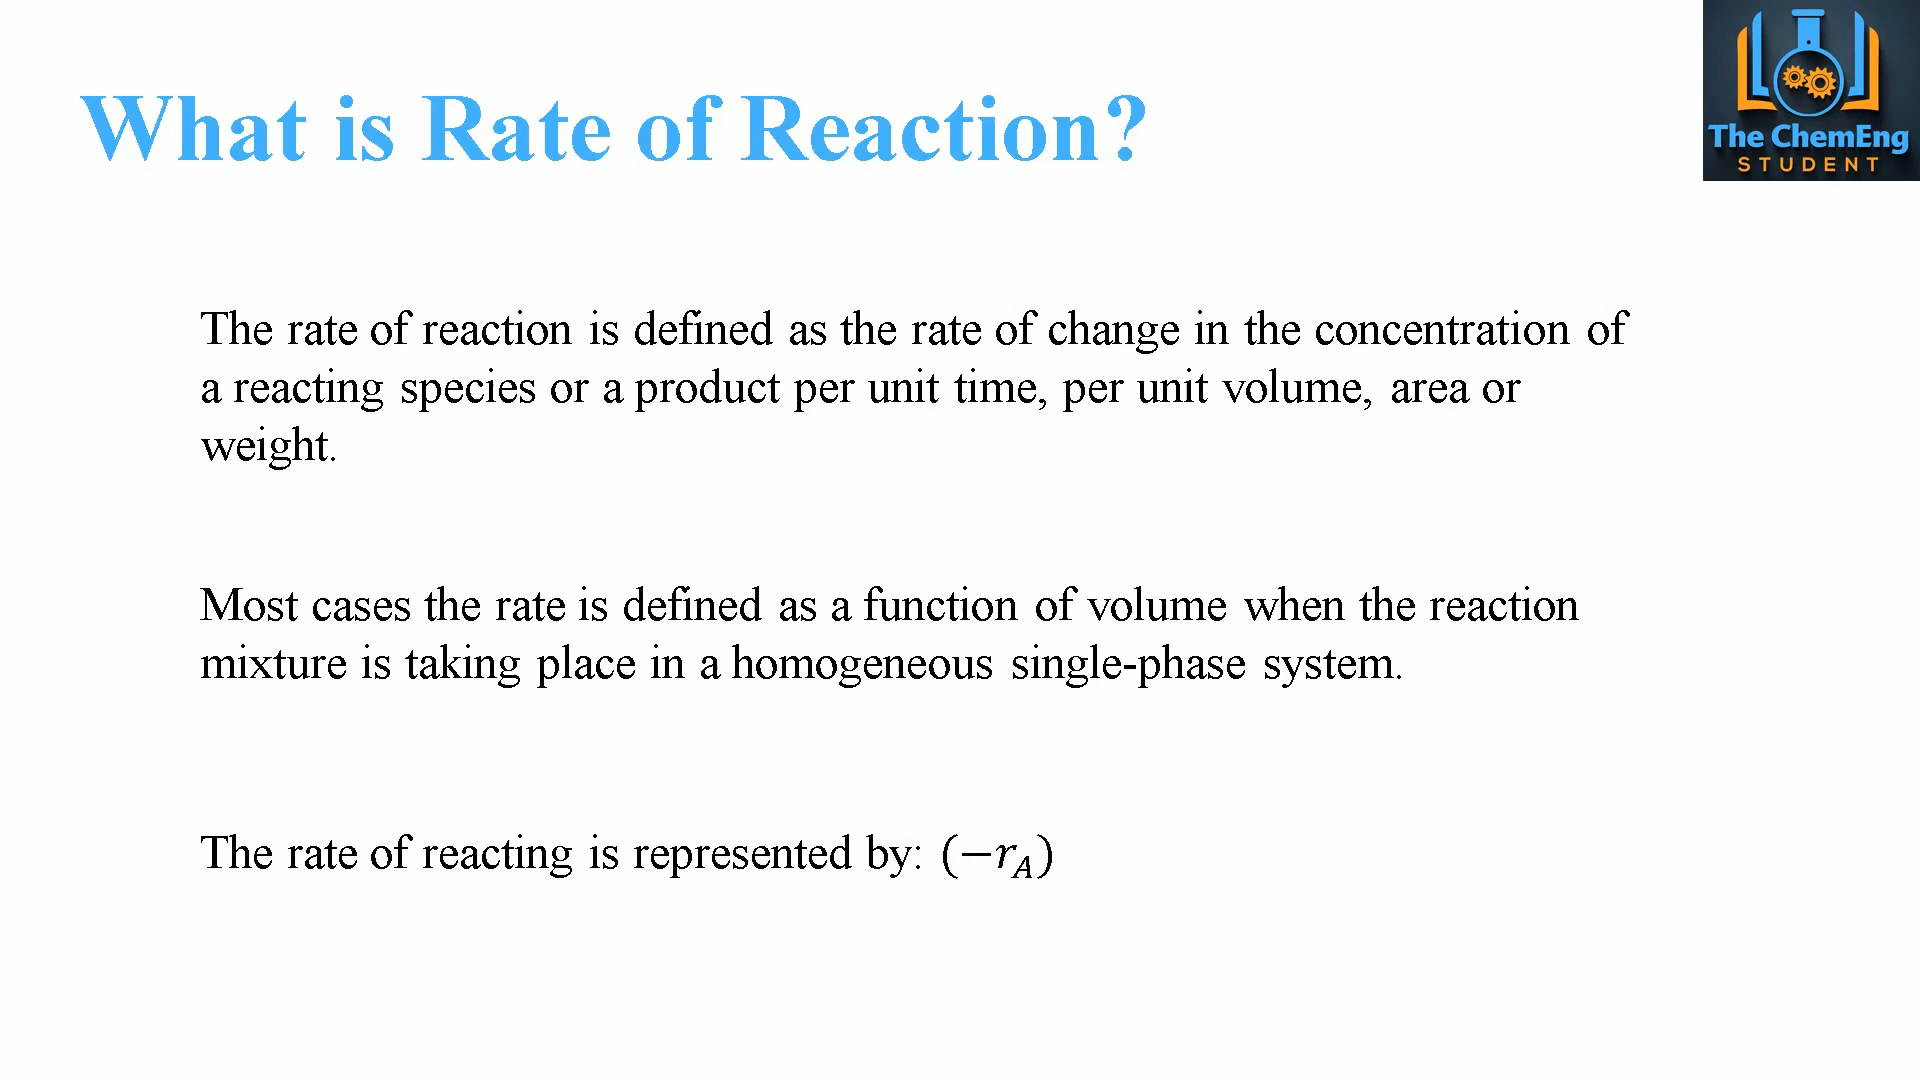 What is Rate of Reaction?
The ChemEng
STUDENT
The rate of reaction is defined as the rate of change in the concentration of
a reacting species or a product per unit time, per unit volume, area or
weight.
Most cases the rate is defined as a function of volume when the reaction
mixture is taking place in a homogeneous single-phase system.
The rate of reacting is represented by: (−𝑟𝐴)